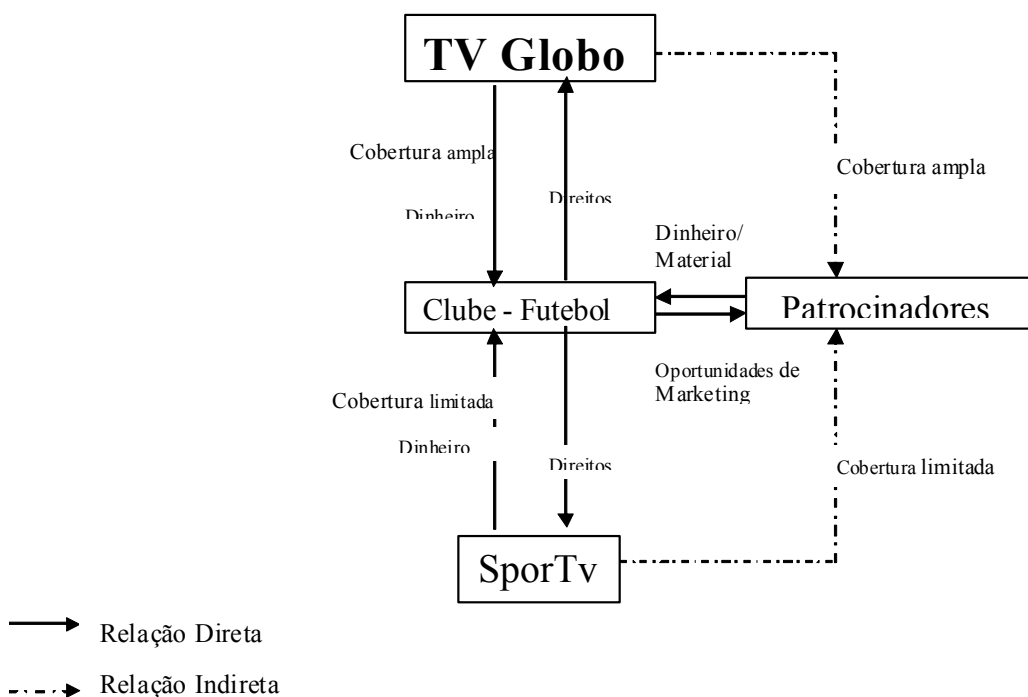 TV Globo
Cobertura ampla
Cobertura ampla
Direitos
Dinheiro
Dinheiro/
Material
Clube - Futebol
Patrocinadores
Oportunidades de
Marketing
Cobertura limitada
Dinheiro
Direitos
Cobertura limitada
SporTv
Relação Direta
Relação Indireta